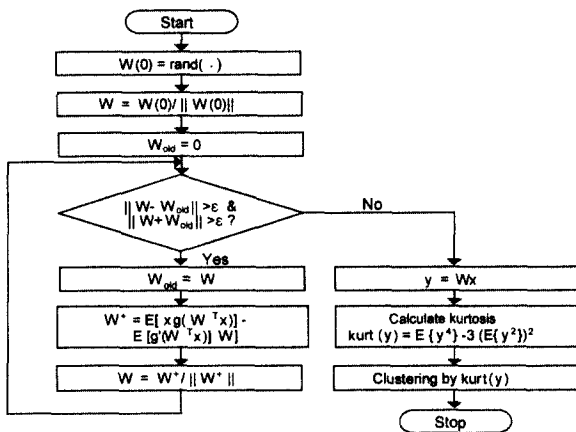 Start
W(0) = rand( . )
W = W(0)/ || W(0)||
W_old = 0
|| W- W_old|| >ε &
|| W+ W_old|| >ε ?
No
Yes
W_old = W
y = Wx
W⁺ = E[ xg( W ᵀx)] -
E [g'(W ᵀx)] W]
Calculate kurtosis
kurt (y) = E {y⁴} -3 (E{y²})²
W = W⁺/ || W⁺ ||
Clustering by kurt(y)
Stop